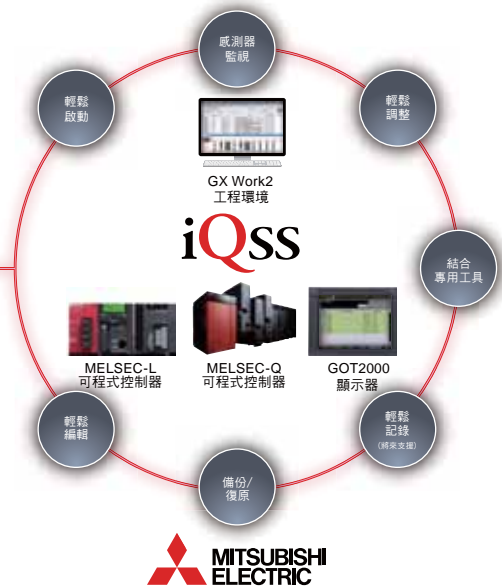 感測器
監視
輕鬆
啟動
輕鬆
調整
GX Work2
工程環境
iQss
結合
專用工具
MELSEC-L
可程式控制器
MELSEC-Q
可程式控制器
GOT2000
顯示器
輕鬆
編輯
輕鬆
記錄
(將來支援)
備份/
復原
MITSUBISHI
ELECTRIC